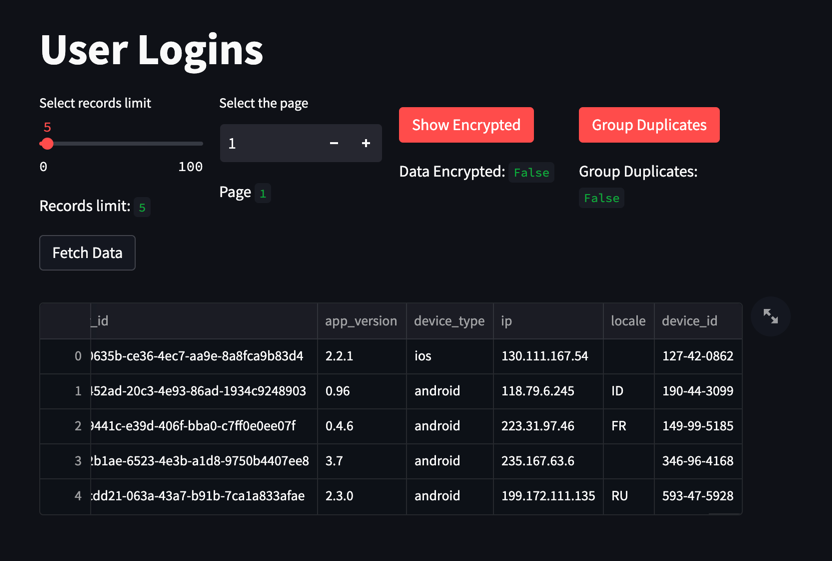 User Logins
Select records limit
5
0 100
Records limit: 5
Select the page
1 − +
Page 1
Show Encrypted
Data Encrypted: False
Group Duplicates
Group Duplicates:
False
Fetch Data
_id app_version device_type ip locale device_id
0 0635b-ce36-4ec7-aa9e-8a8fca9b83d4 2.2.1 ios 130.111.167.54 127-42-0862
1 452ad-20c3-4e93-86ad-1934c9248903 0.96 android 118.79.6.245 ID 190-44-3099
2 9441c-e39d-406f-bba0-c7ff0e0ee07f 0.4.6 android 223.31.97.46 FR 149-99-5185
3 2b1ae-6523-4e3b-a1d8-9750b4407ee8 3.7 android 235.167.63.6 346-96-4168
4 cdd21-063a-43a7-b91b-7ca1a833afae 2.3.0 android 199.172.111.135 RU 593-47-5928